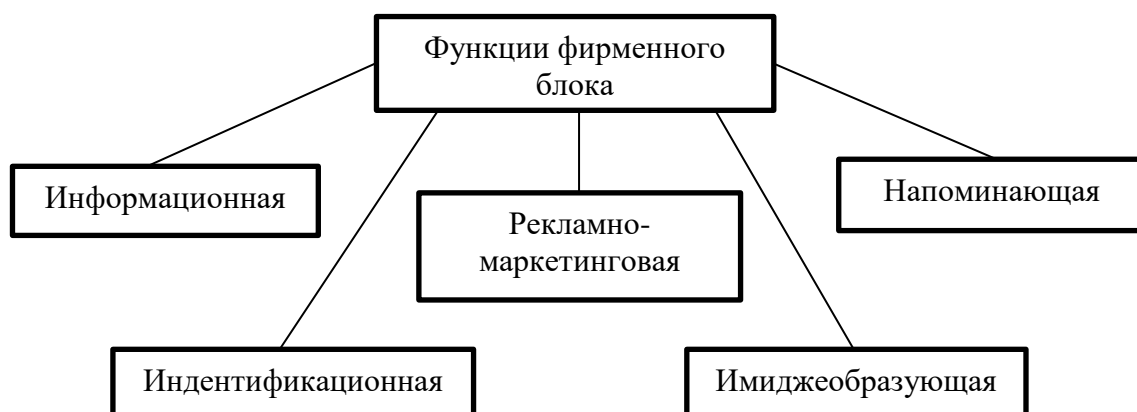 Функции фирменного
блока
Информационная
Рекламно-
маркетинговая
Напоминающая
Индентификационная
Имиджеобразующая